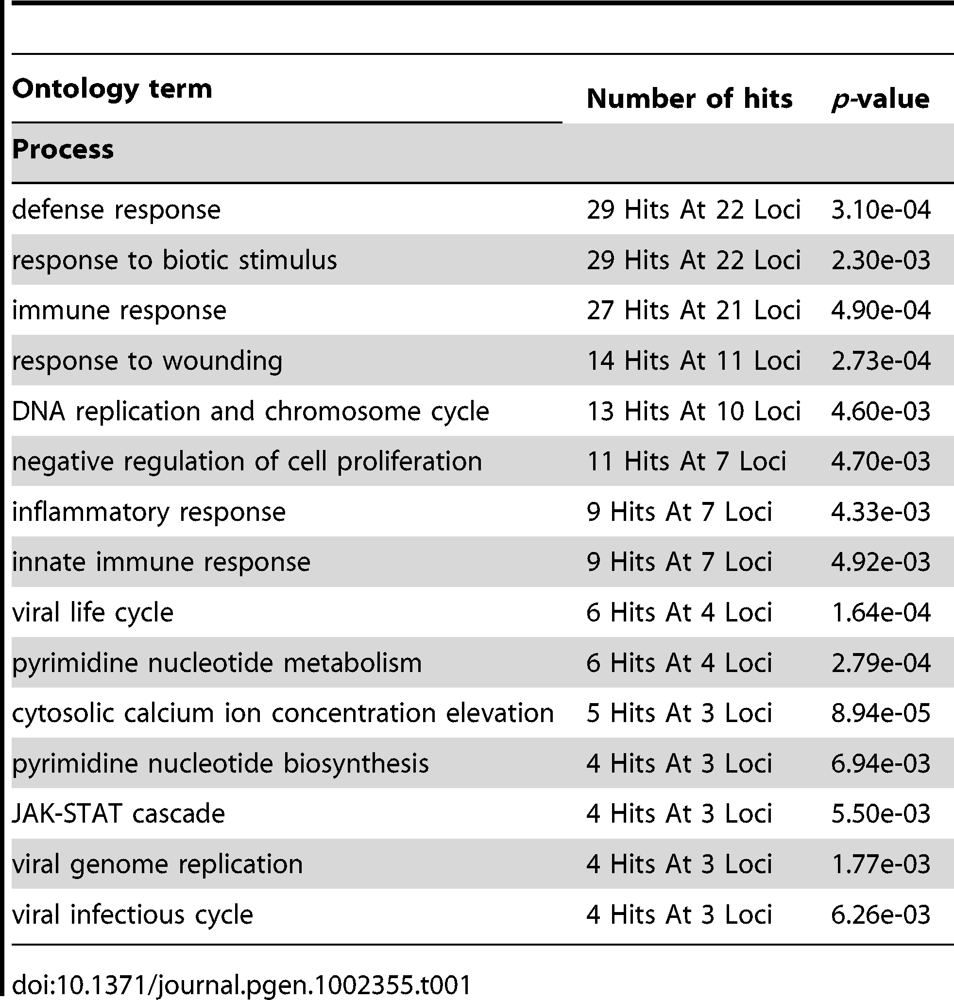 Ontology term Number of hits p-value
Process
defense response 29 Hits At 22 Loci 3.10e-04
response to biotic stimulus 29 Hits At 22 Loci 2.30e-03
immune response 27 Hits At 21 Loci 4.90e-04
response to wounding 14 Hits At 11 Loci 2.73e-04
DNA replication and chromosome cycle 13 Hits At 10 Loci 4.60e-03
negative regulation of cell proliferation 11 Hits At 7 Loci 4.70e-03
inflammatory response 9 Hits At 7 Loci 4.33e-03
innate immune response 9 Hits At 7 Loci 4.92e-03
viral life cycle 6 Hits At 4 Loci 1.64e-04
pyrimidine nucleotide metabolism 6 Hits At 4 Loci 2.79e-04
cytosolic calcium ion concentration elevation 5 Hits At 3 Loci 8.94e-05
pyrimidine nucleotide biosynthesis 4 Hits At 3 Loci 6.94e-03
JAK-STAT cascade 4 Hits At 3 Loci 5.50e-03
viral genome replication 4 Hits At 3 Loci 1.77e-03
viral infectious cycle 4 Hits At 3 Loci 6.26e-03
doi:10.1371/journal.pgen.1002355.t001